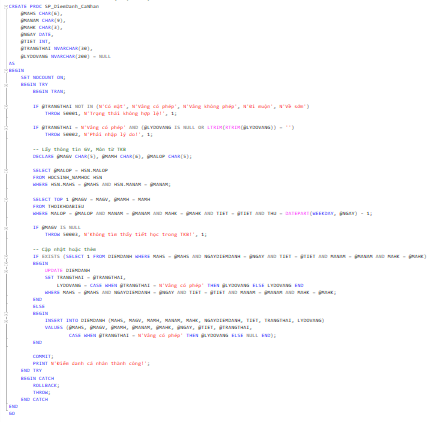 CREATE PROC SP_DiemDanh_CaNhan
@MAHS CHAR(6),
@MANAM CHAR(9),
@MAHK CHAR(3),
@NGAY DATE,
@TIET INT,
@TRANGTHAI NVARCHAR(30),
@LYDOVANG NVARCHAR(200) = NULL
AS
BEGIN
SET NOCOUNT ON;
BEGIN TRY
BEGIN TRAN;
IF @TRANGTHAI NOT IN (N'Có mặt', N'Vắng có phép', N'Vắng không phép', N'Đi muộn', N'Về sớm')
THROW 50001, N'Trạng thái không hợp lệ!', 1;
IF @TRANGTHAI = N'Vắng có phép' AND (@LYDOVANG IS NULL OR LTRIM(RTRIM(@LYDOVANG)) = '')
THROW 50002, N'Phải nhập lý do!', 1;
-- Lấy thông tin GV, Môn từ TKB
DECLARE @MAGV CHAR(5), @MAMH CHAR(6), @MALOP CHAR(5);
SELECT @MALOP = HSN.MALOP
FROM HOCSINH_NAMHOC HSN
WHERE HSN.MAHS = @MAHS AND HSN.MANAM = @MANAM;
SELECT TOP 1 @MAGV = MAGV, @MAMH = MAMH
FROM THOIKHOABIEU
WHERE MALOP = @MALOP AND MANAM = @MANAM AND MAHK = @MAHK AND TIET = @TIET AND THU = DATEPART(WEEKDAY, @NGAY) - 1;
IF @MAGV IS NULL
THROW 50003, N'Không tìm thấy tiết học trong TKB!', 1;
-- Cập nhật hoặc thêm
IF EXISTS (SELECT 1 FROM DIEMDANH WHERE MAHS = @MAHS AND NGAYDIEMDANH = @NGAY AND TIET = @TIET AND MANAM = @MANAM AND MAHK = @MAHK)
BEGIN
UPDATE DIEMDANH
SET TRANGTHAI = @TRANGTHAI,
LYDOVANG = CASE WHEN @TRANGTHAI = N'Vắng có phép' THEN @LYDOVANG ELSE LYDOVANG END
WHERE MAHS = @MAHS AND NGAYDIEMDANH = @NGAY AND TIET = @TIET AND MANAM = @MANAM AND MAHK = @MAHK;
END
ELSE
BEGIN
INSERT INTO DIEMDANH (MAHS, MAGV, MAMH, MANAM, MAHK, NGAYDIEMDANH, TIET, TRANGTHAI, LYDOVANG)
VALUES (@MAHS, @MAGV, @MAMH, @MANAM, @MAHK, @NGAY, @TIET, @TRANGTHAI,
CASE WHEN @TRANGTHAI = N'Vắng có phép' THEN @LYDOVANG ELSE NULL END);
END
COMMIT;
PRINT N'Điểm danh cá nhân thành công!';
END TRY
BEGIN CATCH
ROLLBACK;
THROW;
END CATCH
END
GO